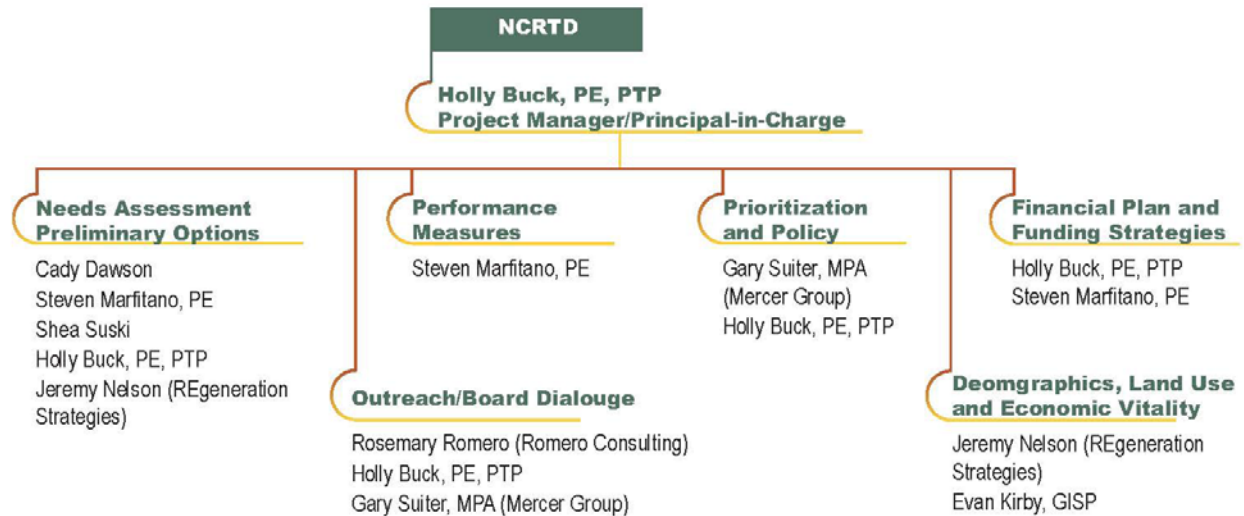 NCRTD
Holly Buck, PE, PTP
Project Manager/Principal-in-Charge
Needs Assessment
Preliminary Options
Cady Dawson
Steven Marfitano, PE
Shea Suski
Holly Buck, PE, PTP
Jeremy Nelson (REgeneration
Strategies)
Outreach/Board Dialouge
Rosemary Romero (Romero Consulting)
Holly Buck, PE, PTP
Gary Suiter, MPA (Mercer Group)
Performance
Measures
Steven Marfitano, PE
Prioritization
and Policy
Gary Suiter, MPA
(Mercer Group)
Holly Buck, PE, PTP
Financial Plan and
Funding Strategies
Holly Buck, PE, PTP
Steven Marfitano, PE
Deomgraphics, Land Use
and Economic Vitality
Jeremy Nelson (REgeneration
Strategies)
Evan Kirby, GISP